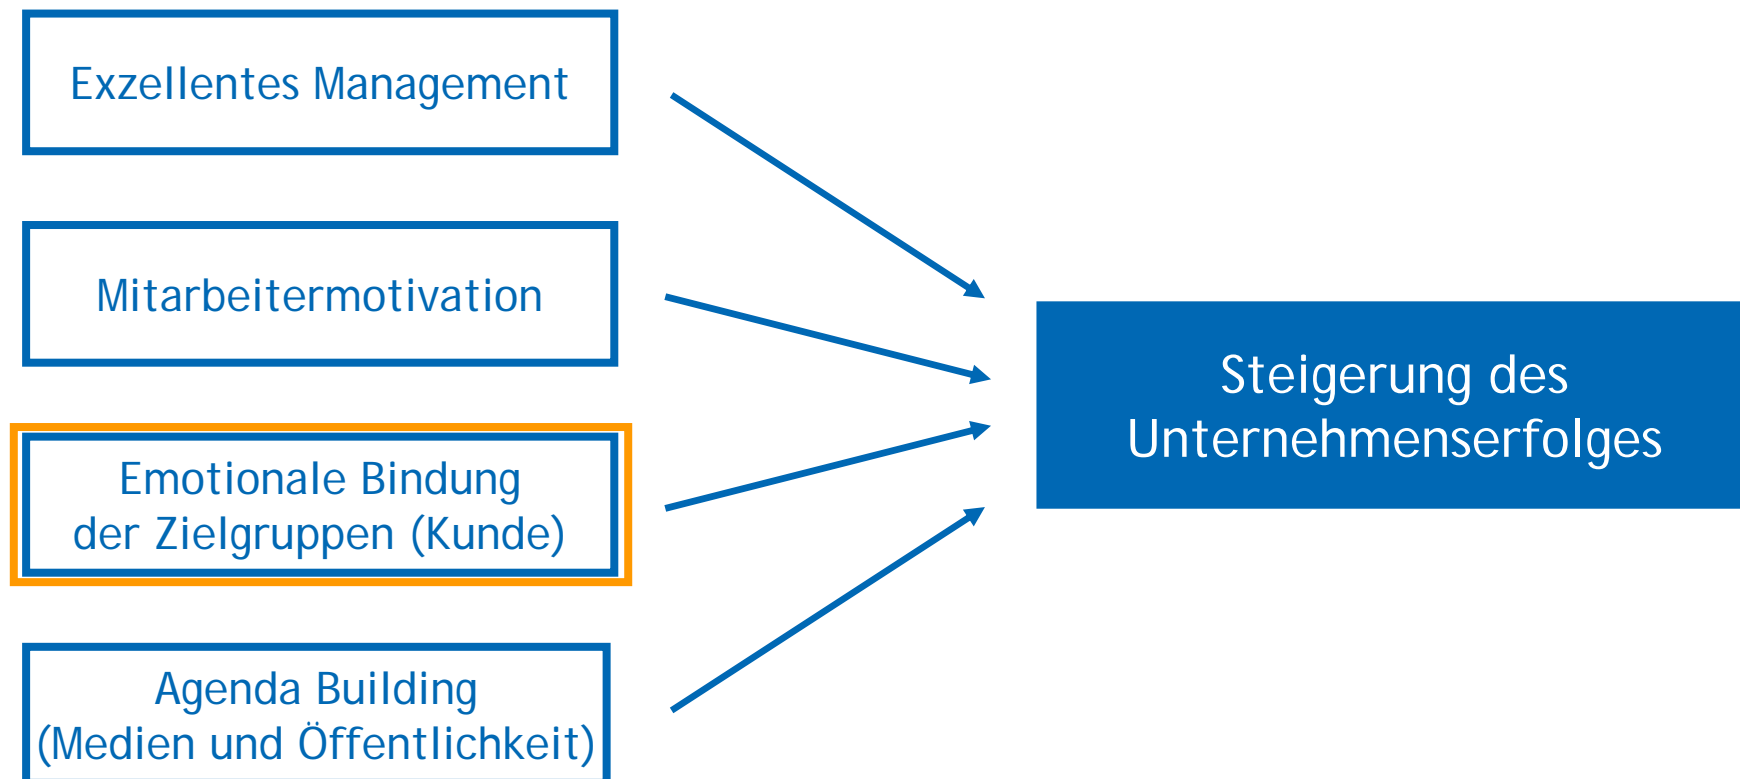 Exzellentes Management
Mitarbeitermotivation
Emotionale Bindung
der Zielgruppen (Kunde)
Agenda Building
(Medien und Öffentlichkeit)
Steigerung des
Unternehmenserfolges